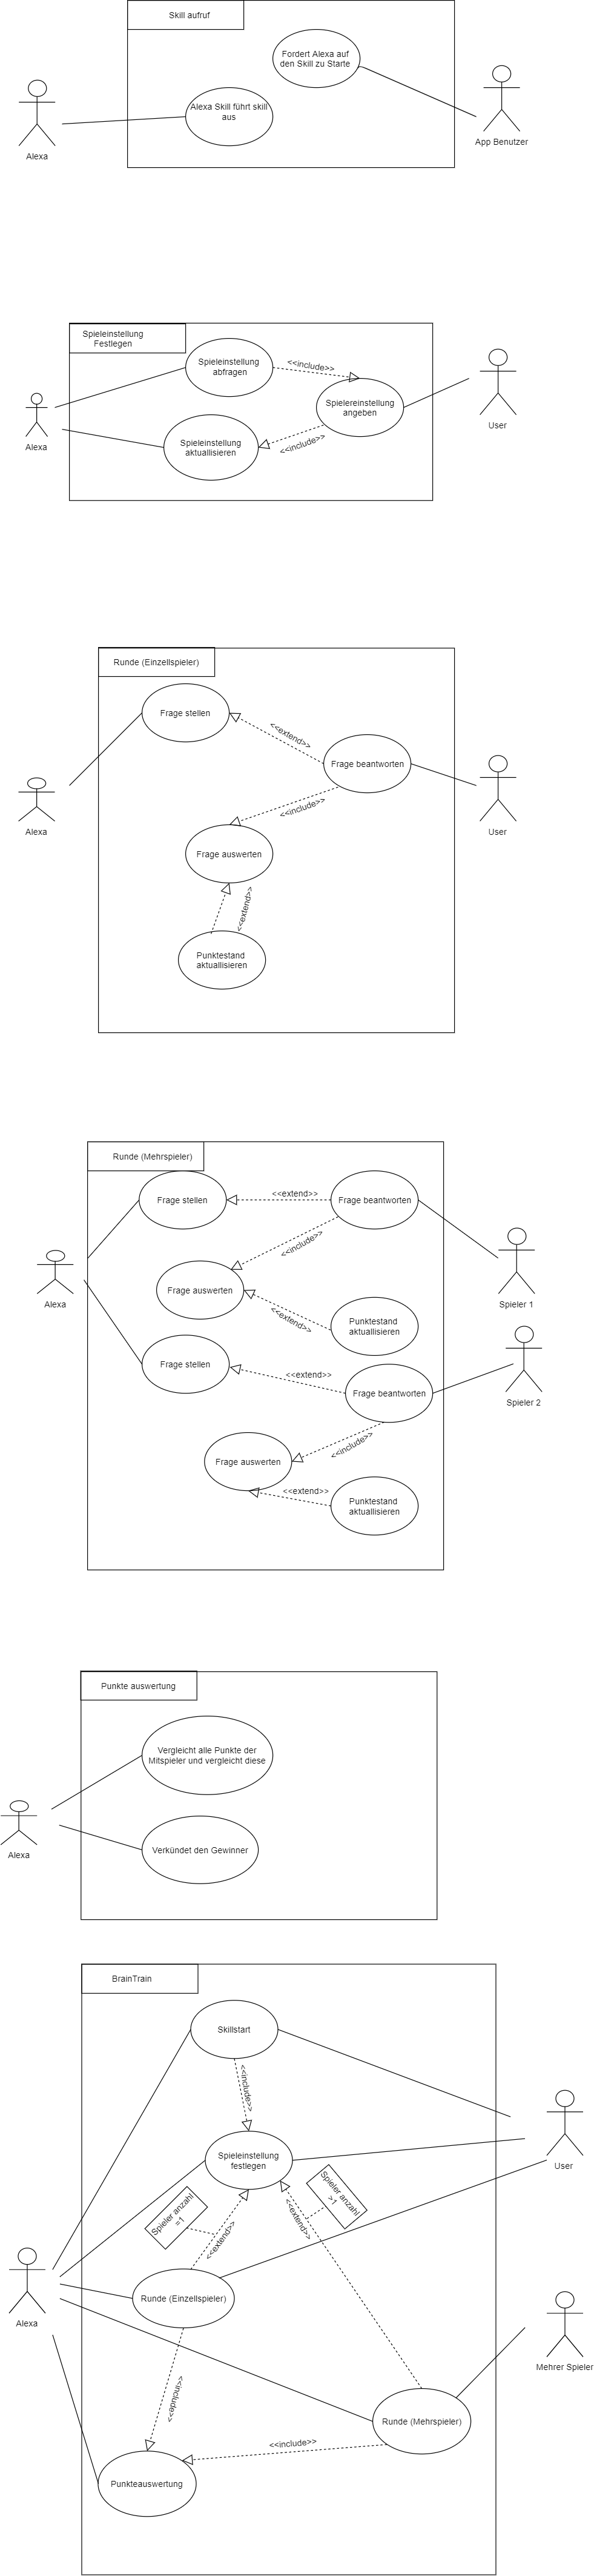 Skill aufruf
Fordert Alexa auf
den Skill zu Starte
Alexa Skill führt skill
aus
Alexa
App Benutzer
Spieleinstellung
Festlegen
Spieleinstellung
abfragen
<<include>>
Spielereinstellung
angeben
Spieleinstellung
aktuallisieren
<<include>>
Alexa
User
Runde (Einzellspieler)
Frage stellen
<<extend>>
Frage beantworten
<<include>>
Alexa
User
Frage auswerten
<<extend>>
Punktestand
aktuallisieren
Runde (Mehrspieler)
Frage stellen
<<extend>>
Frage beantworten
<<include>>
Frage auswerten
Alexa
Spieler 1
<<extend>>
Punktestand
aktuallisieren
Frage stellen
<<extend>>
Frage beantworten
Spieler 2
<<include>>
Frage auswerten
<<extend>>
Punktestand
aktuallisieren
Punkte auswertung
Vergleicht alle Punkte der
Mitspieler und vergleicht diese
Verkündet den Gewinner
Alexa
BrainTrain
Skillstart
<<include>>
Spieleinstellung
festlegen
User
Spieler anzahl
=1
Spieler anzahl
>1
<<extend>>
<<extend>>
Runde (Einzellspieler)
Alexa
Mehrer Spieler
<<include>>
Runde (Mehrspieler)
<<include>>
Punkteauswertung